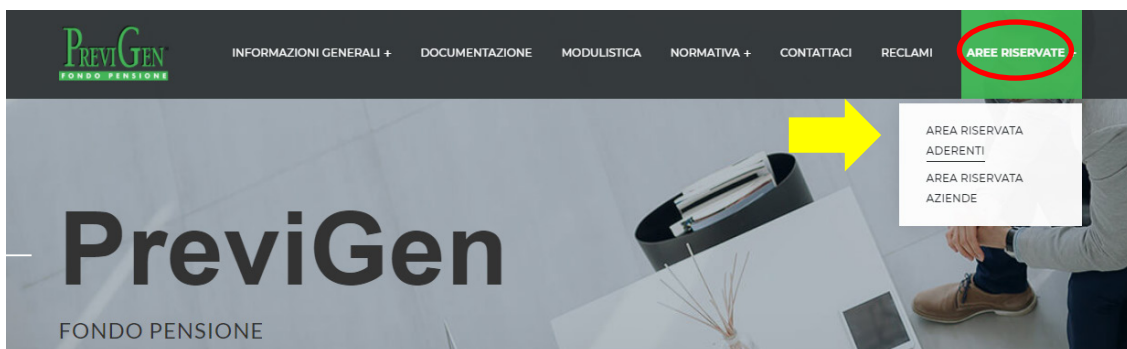 PREVIGEN
FONDO PENSIONE
INFORMAZIONI GENERALI + DOCUMENTAZIONE MODULISTICA NORMATIVA + CONTATTACI RECLAMI AREE RISERVATE +
AREA RISERVATA
ADERENTI
AREA RISERVATA
AZIENDE
PreviGen
FONDO PENSIONE